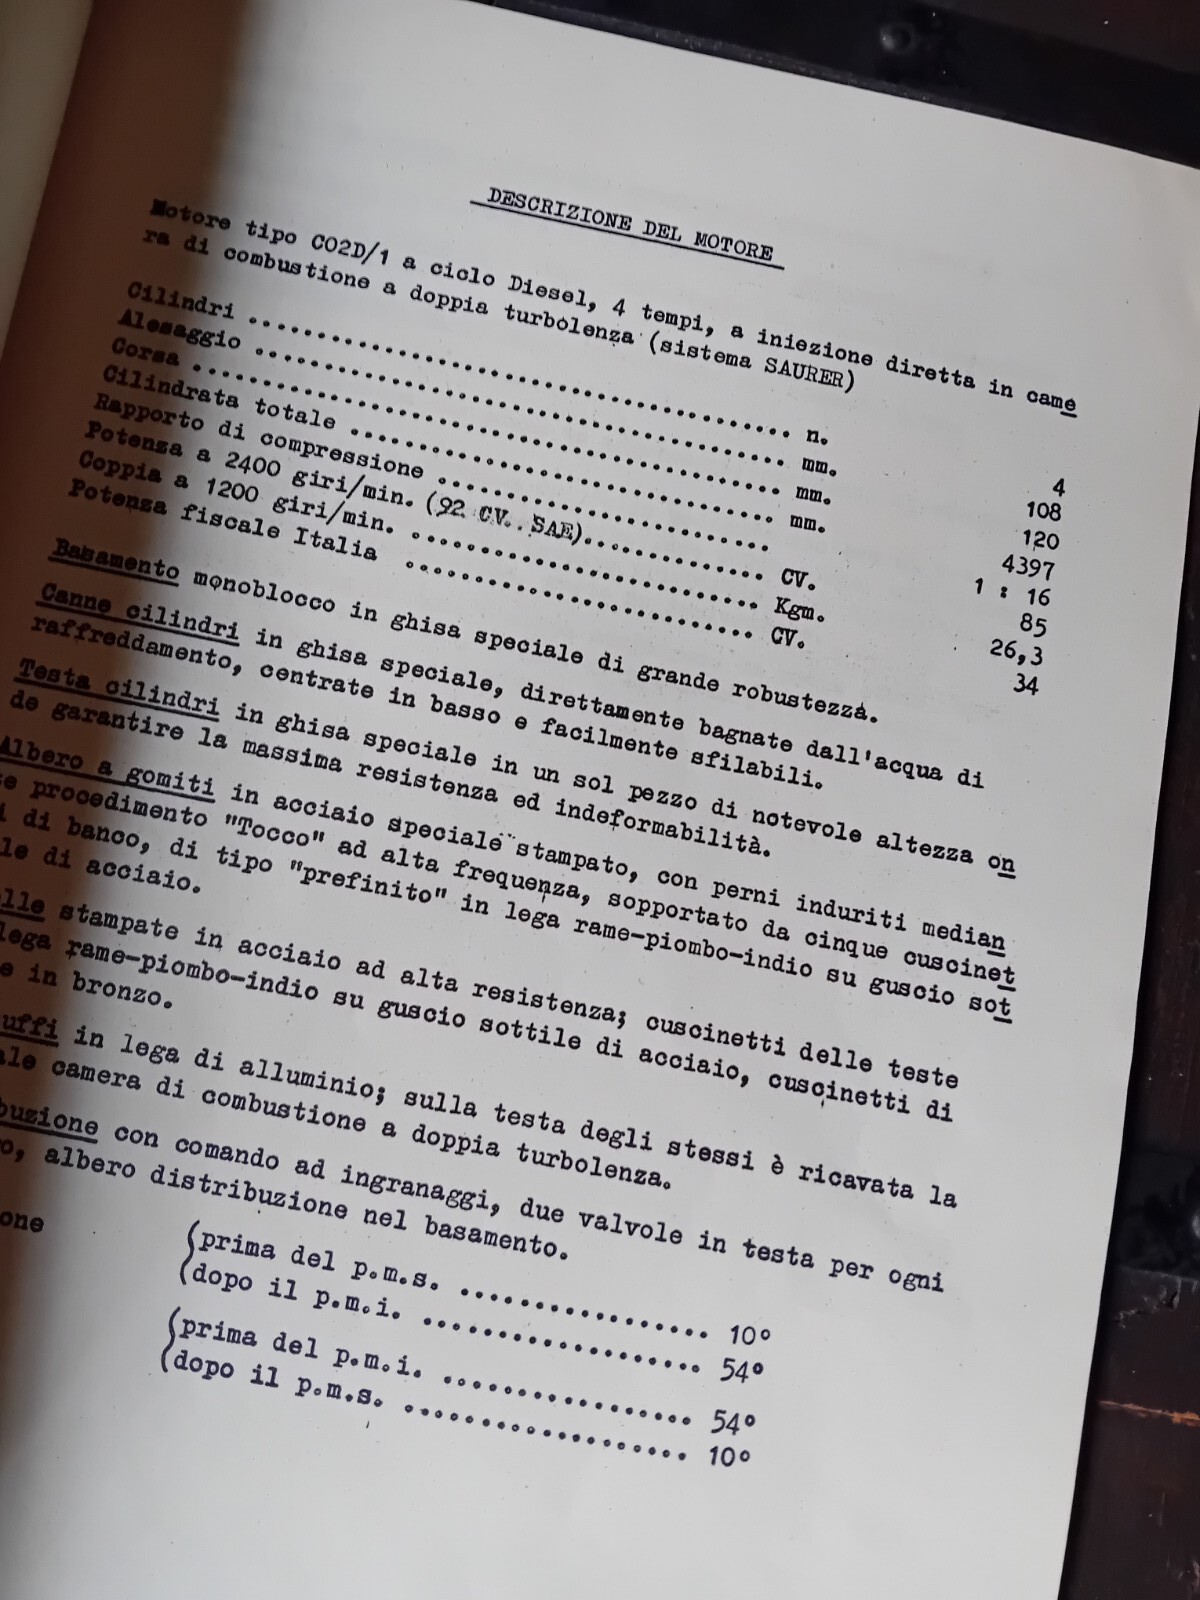 DESCRIZIONE DEL MOTORE
Motore tipo CO2D/1 a ciclo Diesel, 4 tempi, a iniezione diretta in came
ra di combustione a doppia turbolenza (sistema SAURER)
Cilindri ........................................ n. 4
Alesaggio ....................................... mm. 108
Corsa ........................................... mm. 120
Cilindrata totale ............................... mm. 4397
Rapporto di compressione ........................ 1 : 16
Potenza a 2400 giri/min. (92 CV. SAE)............ CV. 85
Coppia a 1200 giri/min. ......................... Kgm. 26,3
Potenza fiscale Italia .......................... CV. 34
Basamento monoblocco in ghisa speciale di grande robustezza.
Canne cilindri in ghisa speciale, direttamente bagnate dall'acqua di
raffreddamento, centrate in basso e facilmente sfilabili.
Testa cilindri in ghisa speciale in un sol pezzo di notevole altezza on
de garantire la massima resistenza ed indeformabilità.
Albero a gomiti in acciaio speciale stampato, con perni induriti median
te procedimento "Tocco" ad alta frequenza, sopportato da cinque cuscinet
i di banco, di tipo "prefinito" in lega rame-piombo-indio su guscio sot
le di acciaio.
lle stampate in acciaio ad alta resistenza; cuscinetti delle teste
lega rame-piombo-indio su guscio sottile di acciaio, cuscinetti di
e in bronzo.
uffi in lega di alluminio; sulla testa degli stessi è ricavata la
ale camera di combustione a doppia turbolenza.
buzione con comando ad ingranaggi, due valvole in testa per ogni
o, albero distribuzione nel basamento.
one (prima del p.m.s. .................. 10°
(dopo il p.m.i. .................... 54°
(prima del p.m.i. .................. 54°
(dopo il p.m.s. .................... 10°